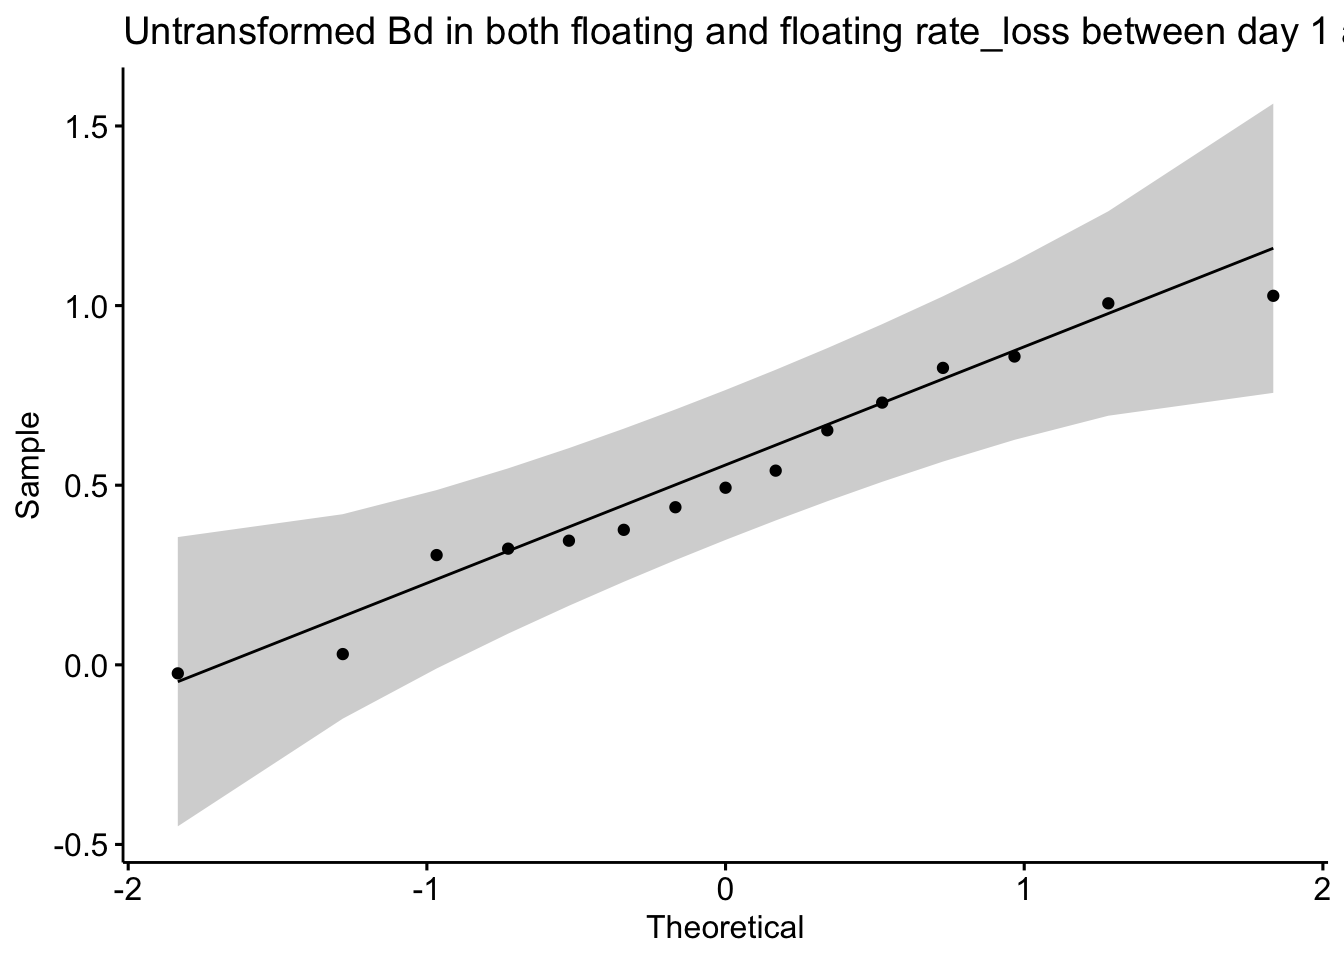 Untransformed Bd in both floating and floating rate_loss between day 1
1.5
1.0
0.5
0.0
-0.5
Sample
-2 -1 0 1 2
Theoretical